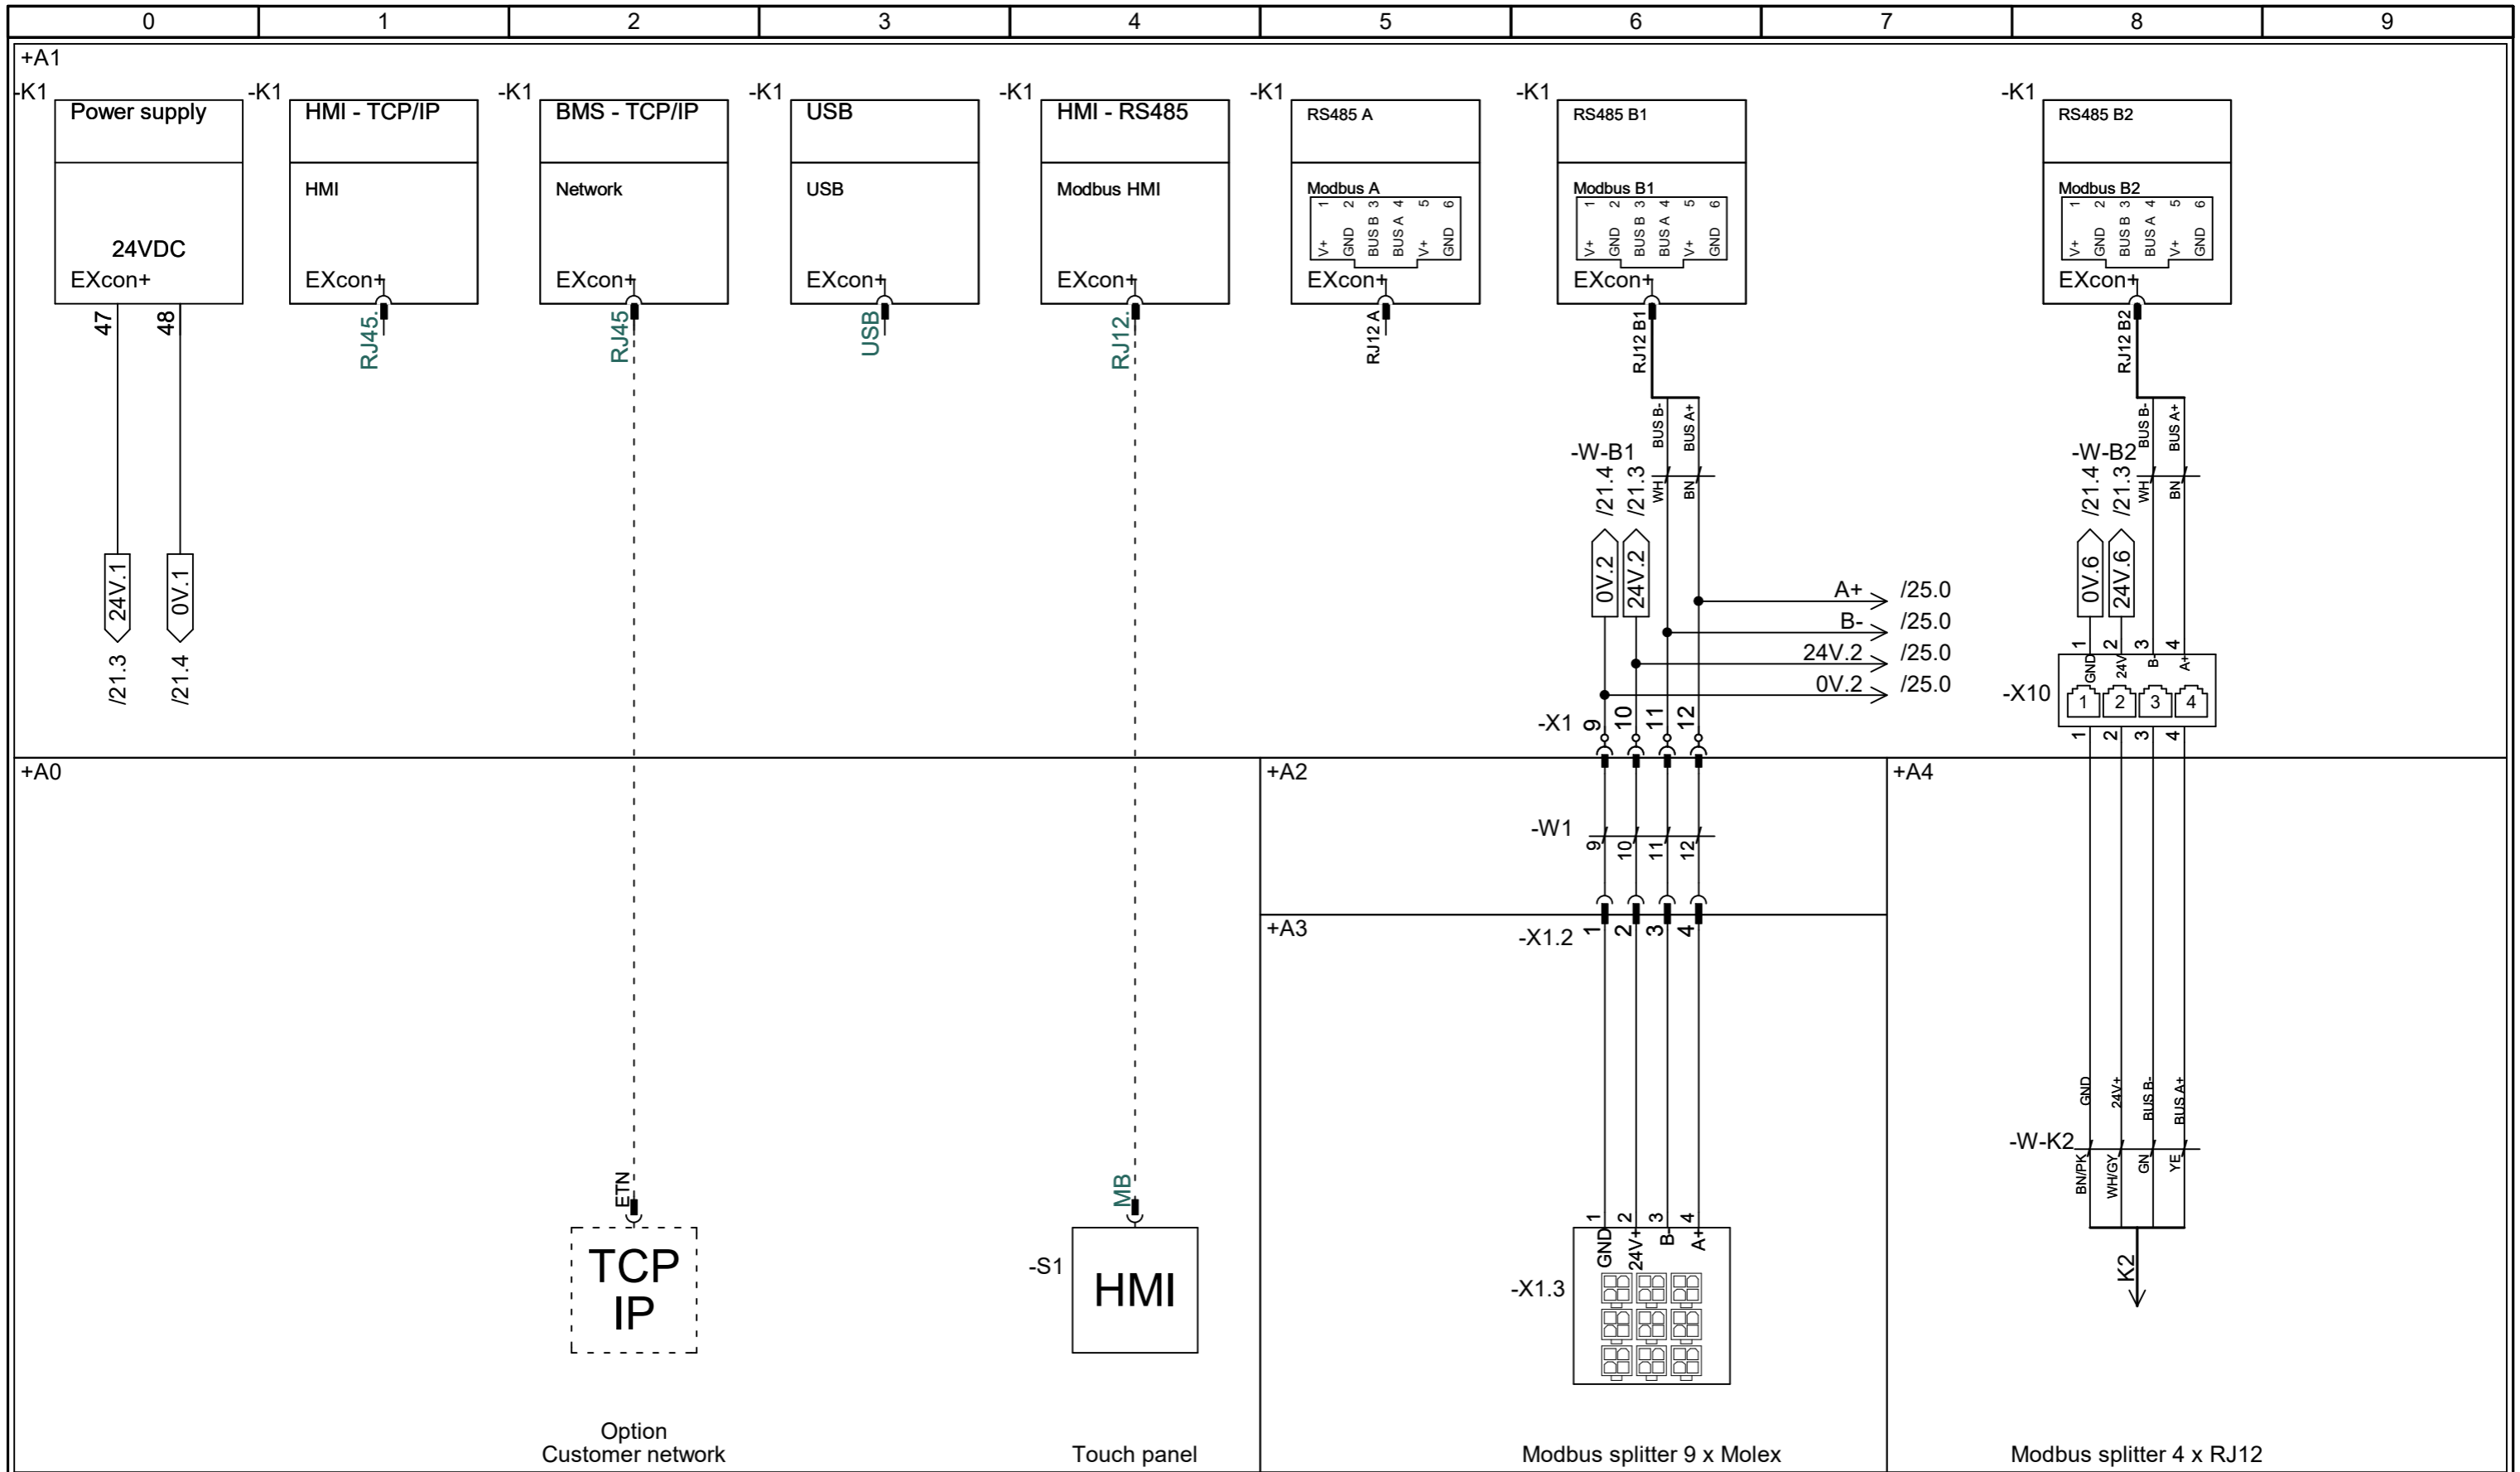 0 1 2 3 4 5 6 7 8 9
+A1
-K1 -K1 -K1 -K1 -K1 -K1 -K1 -K1
Power supply
24VDC
EXcon+
47 48
24V.1 0V.1
/21.3 /21.4
HMI - TCP/IP
HMI
EXcon+
RJ45.
BMS - TCP/IP
Network
EXcon+
RJ45
USB
USB
EXcon+
USB
HMI - RS485
Modbus HMI
EXcon+
RJ12.
RS485 A
Modbus A
1 2 3 4 5 6
V+ GND BUS B BUS A V+ GND
EXcon+
RJ12 A
RS485 B1
Modbus B1
1 2 3 4 5 6
V+ GND BUS B BUS A V+ GND
EXcon+
RJ12 B1
BUS B- BUS A+
-W-B1
/21.4 /21.3 WH BN
0V.2 24V.2
A+ /25.0
B- /25.0
24V.2 /25.0
0V.2 /25.0
-X1 9 10 11 12
RS485 B2
Modbus B2
1 2 3 4 5 6
V+ GND BUS B BUS A V+ GND
EXcon+
RJ12 B2
BUS B- BUS A+
-W-B2
/21.4 /21.3 WH BN
0V.6 24V.6
1 2 3 4
GND 24V B- A+
-X10 1 2 3 4
1 2 3 4
+A0
ETN
TCP
IP
Option
Customer network
MB
-S1 HMI
Touch panel
+A2
-W1
9 10 11 12
+A3
-X1.2 1 2 3 4
1 2 3 4
GND 24V+ B- A+
-X1.3
Modbus splitter 9 x Molex
+A4
GND 24V+ BUS B- BUS A+
-W-K2
BN/PK WH/GY GN YE
K2
Modbus splitter 4 x RJ12